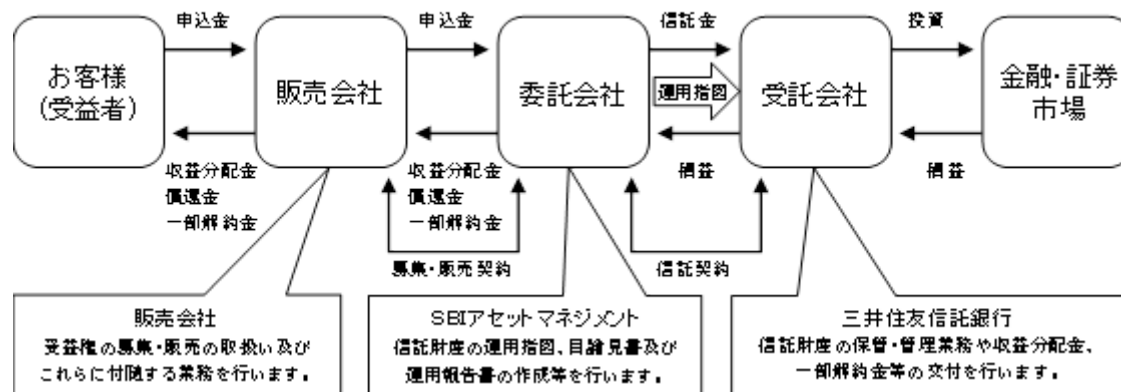 申込金
申込金
信託金
投資
お客様
(受益者)
販売会社
委託会社
運用指図
受託会社
金融・証券
市場
収益分配金
償還金
一部解約金
収益分配金
償還金
一部解約金
損益
損益
募集・販売契約
信託契約
販売会社
受益権の募集・販売の取扱い及び
これらに付随する業務を行います。
SBIアセットマネジメント
信託財産の運用指図、目論見書及び
運用報告書の作成等を行います。
三井住友信託銀行
信託財産の保管・管理業務や収益分配金、
一部解約金等の交付を行います。